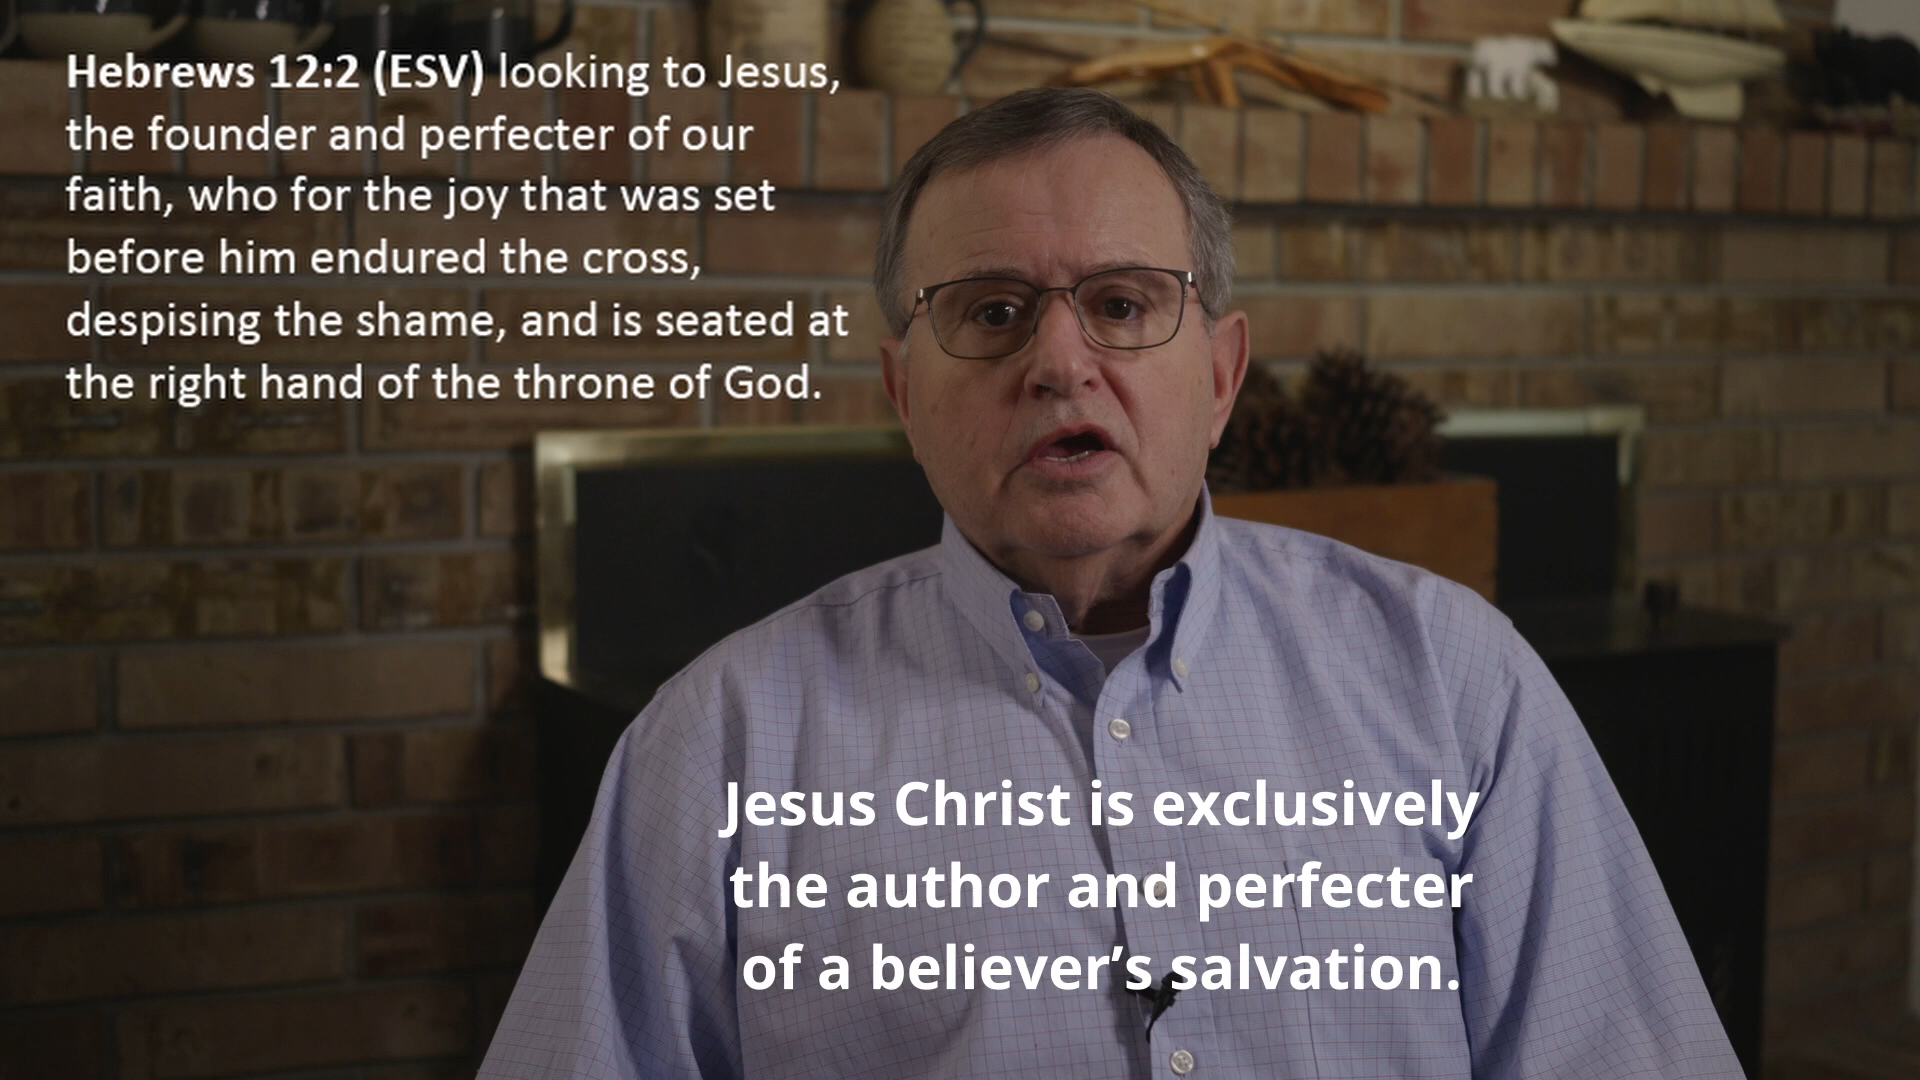 Hebrews 12:2 (ESV) looking to Jesus,
the founder and perfecter of our
faith, who for the joy that was set
before him endured the cross,
despising the shame, and is seated at
the right hand of the throne of God.
Jesus Christ is exclusively
the author and perfecter
of a believer’s salvation.